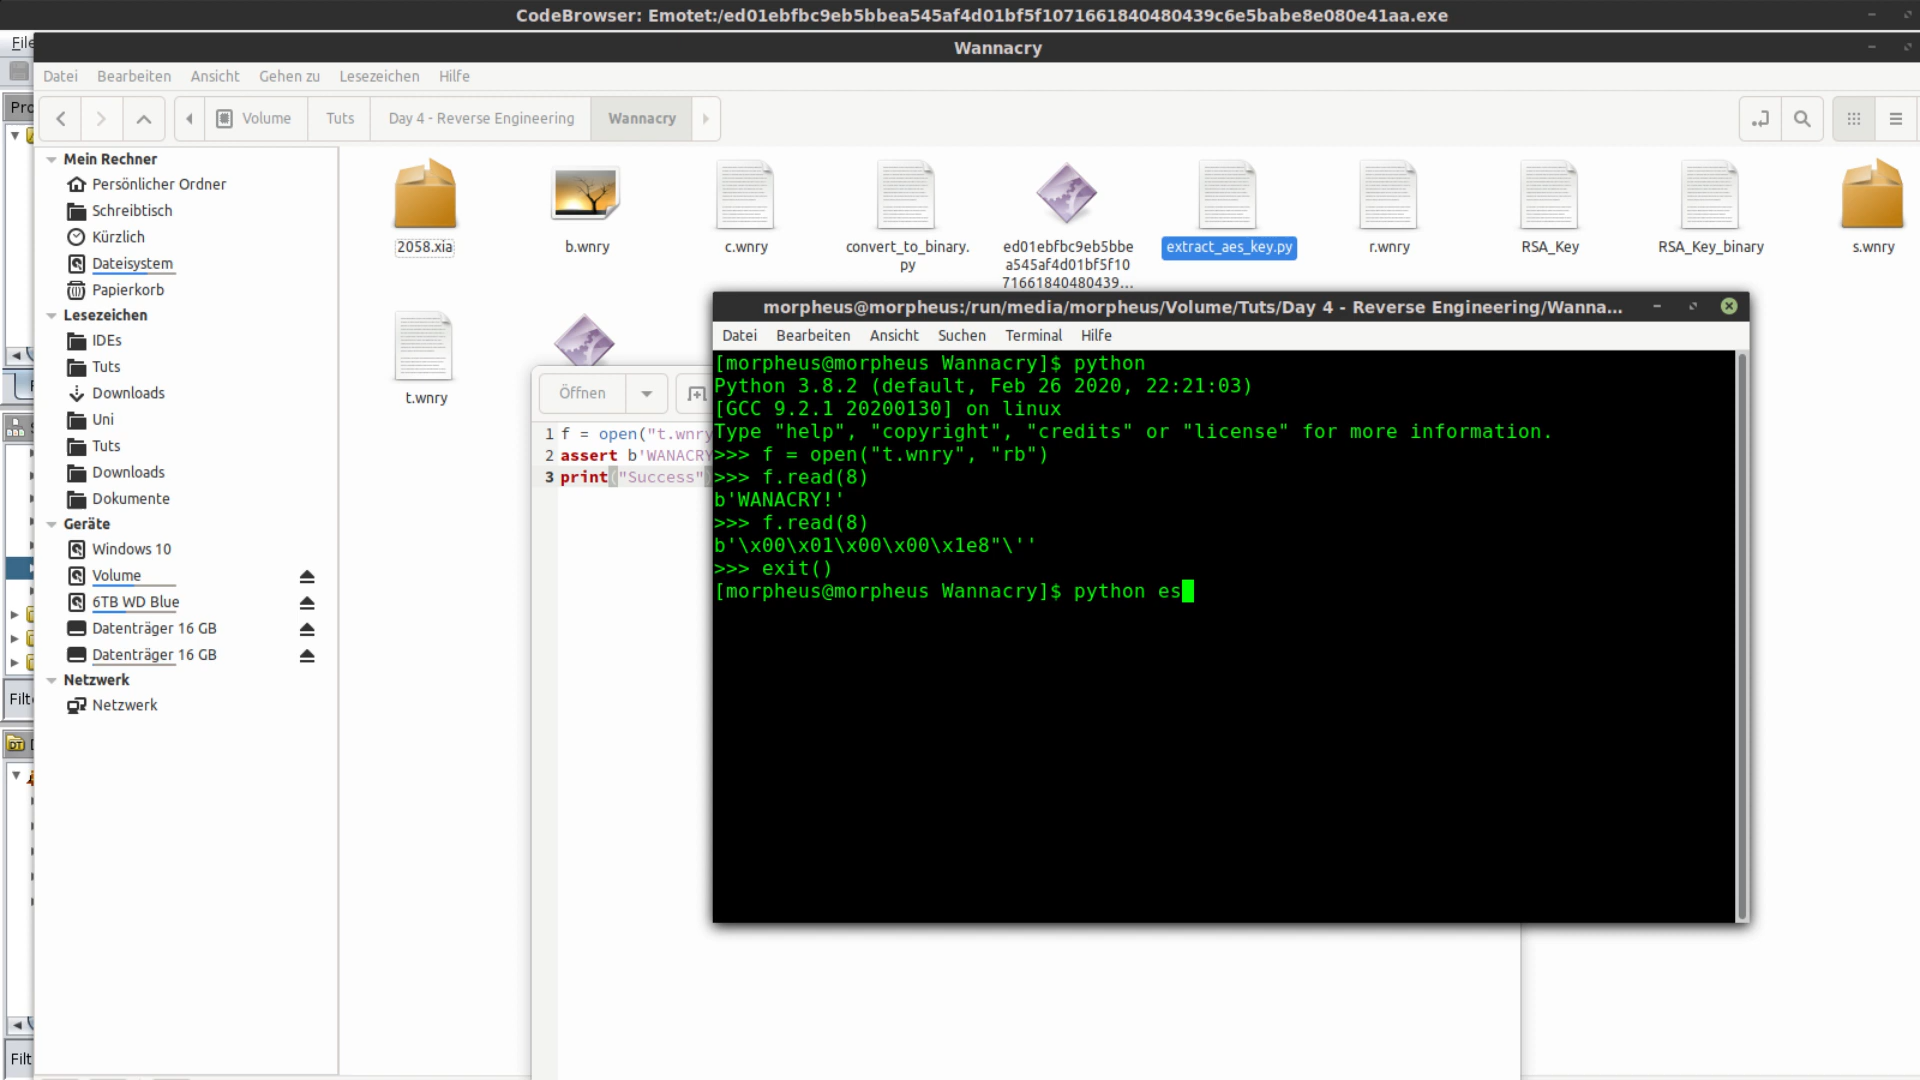 CodeBrowser: Emotet:/ed01ebfbc9eb5bbea545af4d01bf5f1071661840480439c6e5babe8e080e41aa.exe
File
Wannacry
Datei Bearbeiten Ansicht Gehen zu Lesezeichen Hilfe
Volume Tuts Day 4 - Reverse Engineering Wannacry
Mein Rechner
Persönlicher Ordner
Schreibtisch
Kürzlich
Dateisystem
Papierkorb
Lesezeichen
IDEs
Tuts
Downloads
Uni
Tuts
Downloads
Dokumente
Geräte
Windows 10
Volume
6TB WD Blue
Datenträger 16 GB
Datenträger 16 GB
Netzwerk
Netzwerk
2058.xia
b.wnry
c.wnry
convert_to_binary.
py
ed01ebfbc9eb5bbe
a545af4d01bf5f10
71661840480439...
extract_aes_key.py
r.wnry
RSA_Key
RSA_Key_binary
s.wnry
t.wnry
Öffnen
1 f = open("t.wnry
2 assert b'WANACRY
3 print("Success")
morpheus@morpheus:/run/media/morpheus/Volume/Tuts/Day 4 - Reverse Engineering/Wanna...
Datei Bearbeiten Ansicht Suchen Terminal Hilfe
[morpheus@morpheus Wannacry]$ python
Python 3.8.2 (default, Feb 26 2020, 22:21:03)
[GCC 9.2.1 20200130] on linux
Type "help", "copyright", "credits" or "license" for more information.
>>> f = open("t.wnry", "rb")
>>> f.read(8)
b'WANACRY!'
>>> f.read(8)
b'\x00\x01\x00\x00\x1e8"\''
>>> exit()
[morpheus@morpheus Wannacry]$ python es